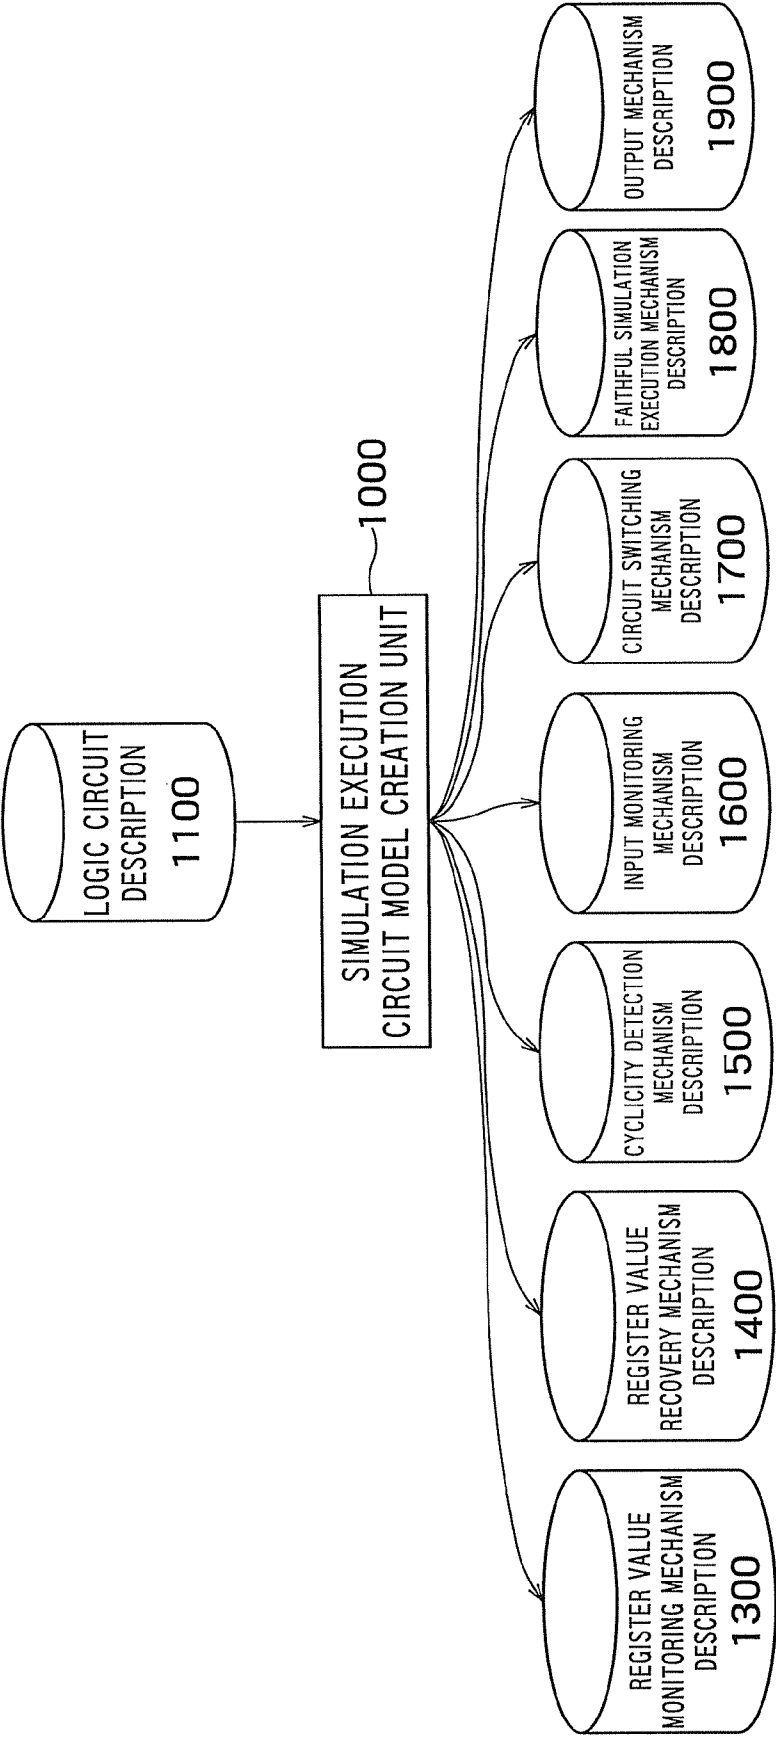 LOGIC CIRCUIT
DESCRIPTION
1100
SIMULATION EXECUTION
CIRCUIT MODEL CREATION UNIT
1000
REGISTER VALUE
MONITORING MECHANISM
DESCRIPTION
1300
REGISTER VALUE
RECOVERY MECHANISM
DESCRIPTION
1400
CYCLICITY DETECTION
MECHANISM
DESCRIPTION
1500
INPUT MONITORING
MECHANISM
DESCRIPTION
1600
CIRCUIT SWITCHING
MECHANISM
DESCRIPTION
1700
FAITHFUL SIMULATION
EXECUTION MECHANISM
DESCRIPTION
1800
OUTPUT MECHANISM
DESCRIPTION
1900